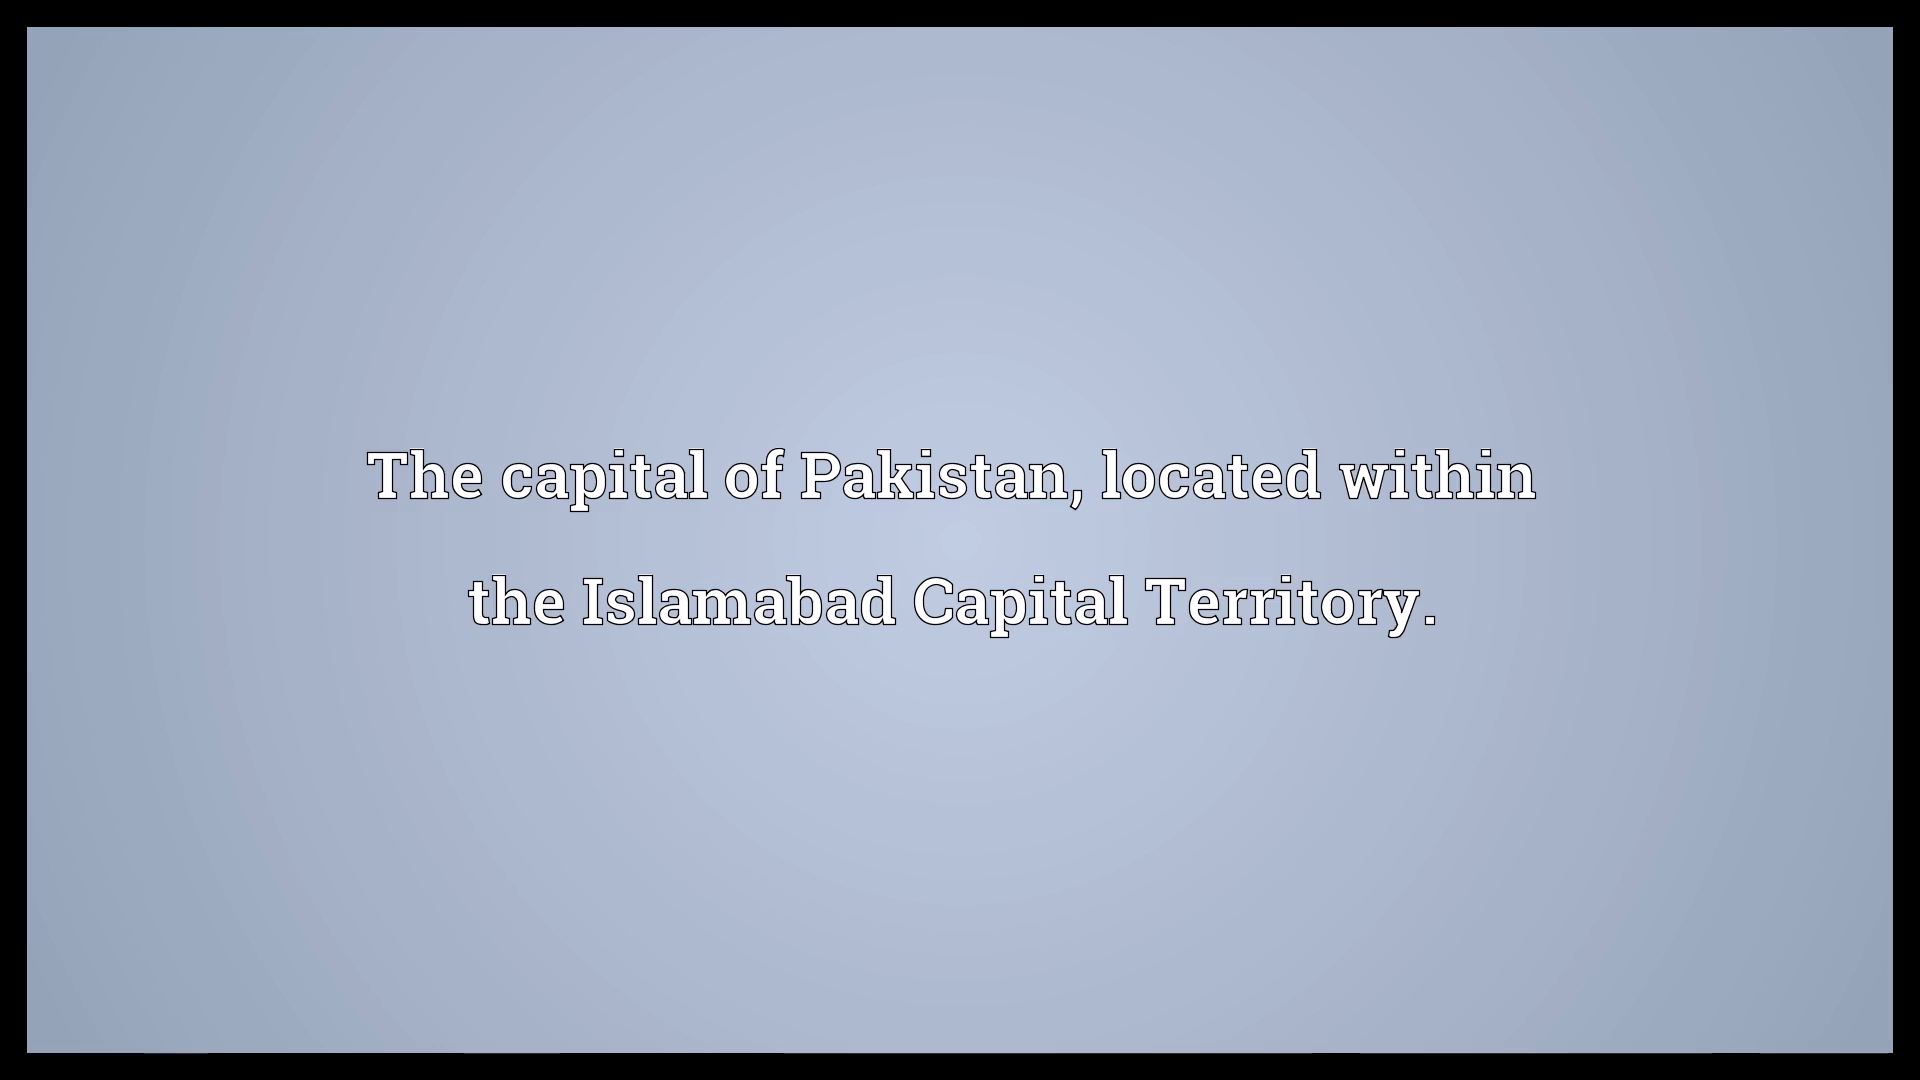 The capital of Pakistan, located within
the Islamabad Capital Territory.